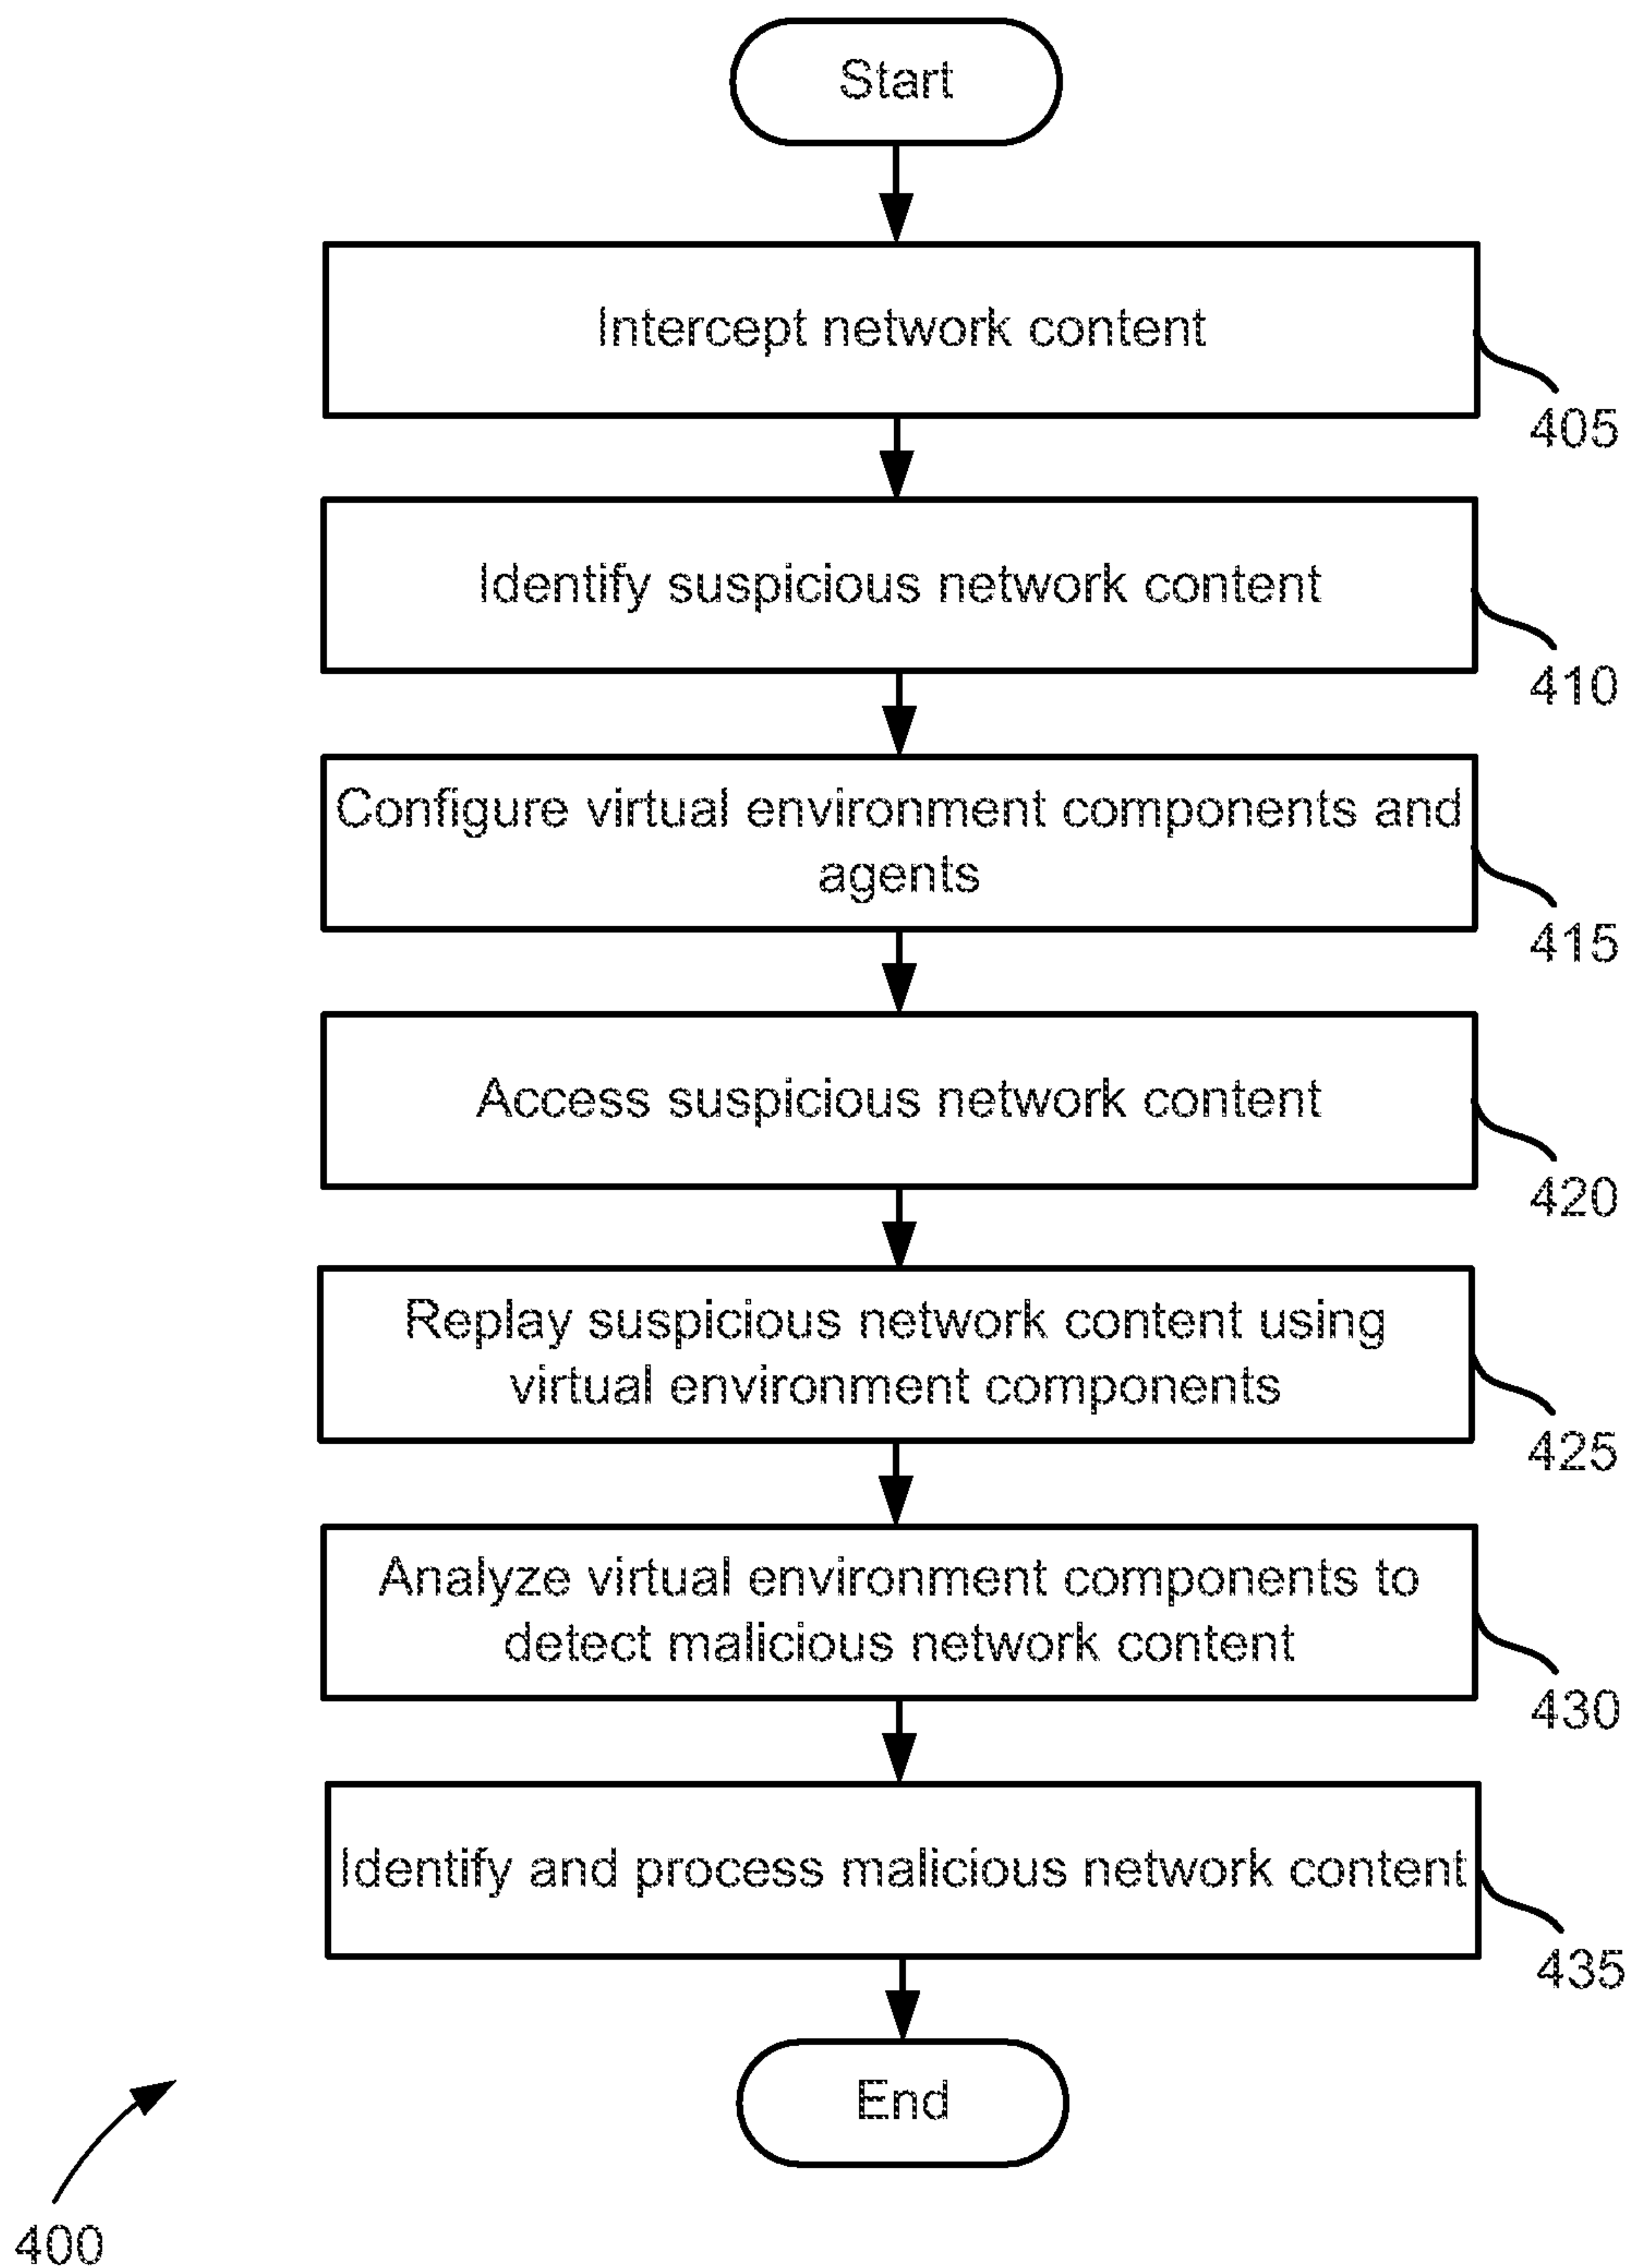 Start
Intercept network content
405
Identify suspicious network content
410
Configure virtual environment components and
agents
415
Access suspicious network content
420
Replay suspicious network content using
virtual environment components
425
Analyze virtual environment components to
detect malicious network content
430
Identify and process malicious network content
435
End
400